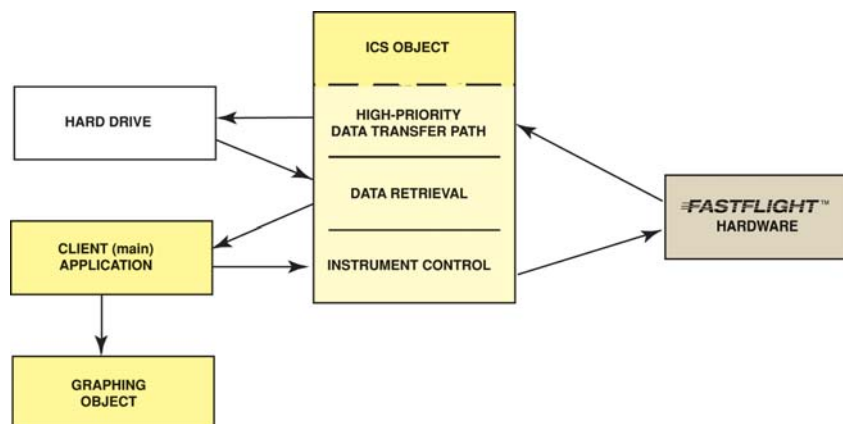 ICS OBJECT
HARD DRIVE
HIGH-PRIORITY
DATA TRANSFER PATH
DATA RETRIEVAL
FASTFLIGHT™
HARDWARE
CLIENT (main)
APPLICATION
INSTRUMENT CONTROL
GRAPHING
OBJECT